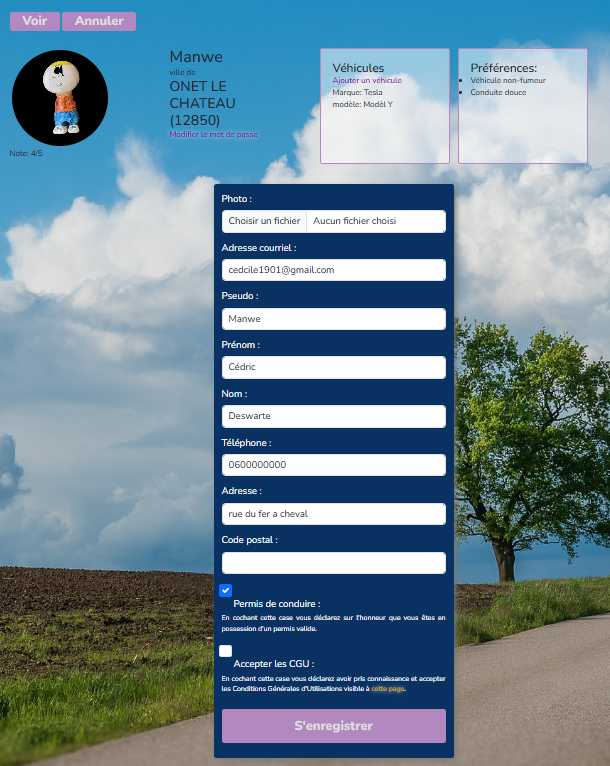 Voir Annuler
Manwe
ville de
ONET LE
CHATEAU
(12850)
Modifier le mot de passe
Note: 4/5
Véhicules
Ajouter un véhicule
Marque: Tesla
modèle: Modèl Y
Préférences:
Véhicule non-fumeur
Conduite douce
Photo :
Choisir un fichier Aucun fichier choisi
Adresse courriel :
cedcile1901@gmail.com
Pseudo :
Manwe
Prénom :
Cédric
Nom :
Deswarte
Téléphone :
0600000000
Adresse :
rue du fer a cheval
Code postal :
Permis de conduire :
En cochant cette case vous déclarez sur l'honneur que vous êtes en
possession d'un permis valide.
Accepter les CGU :
En cochant cette case vous déclarez avoir pris connaissance et accepter
les Conditions Générales d'Utilisations visible à cette page.
S'enregistrer